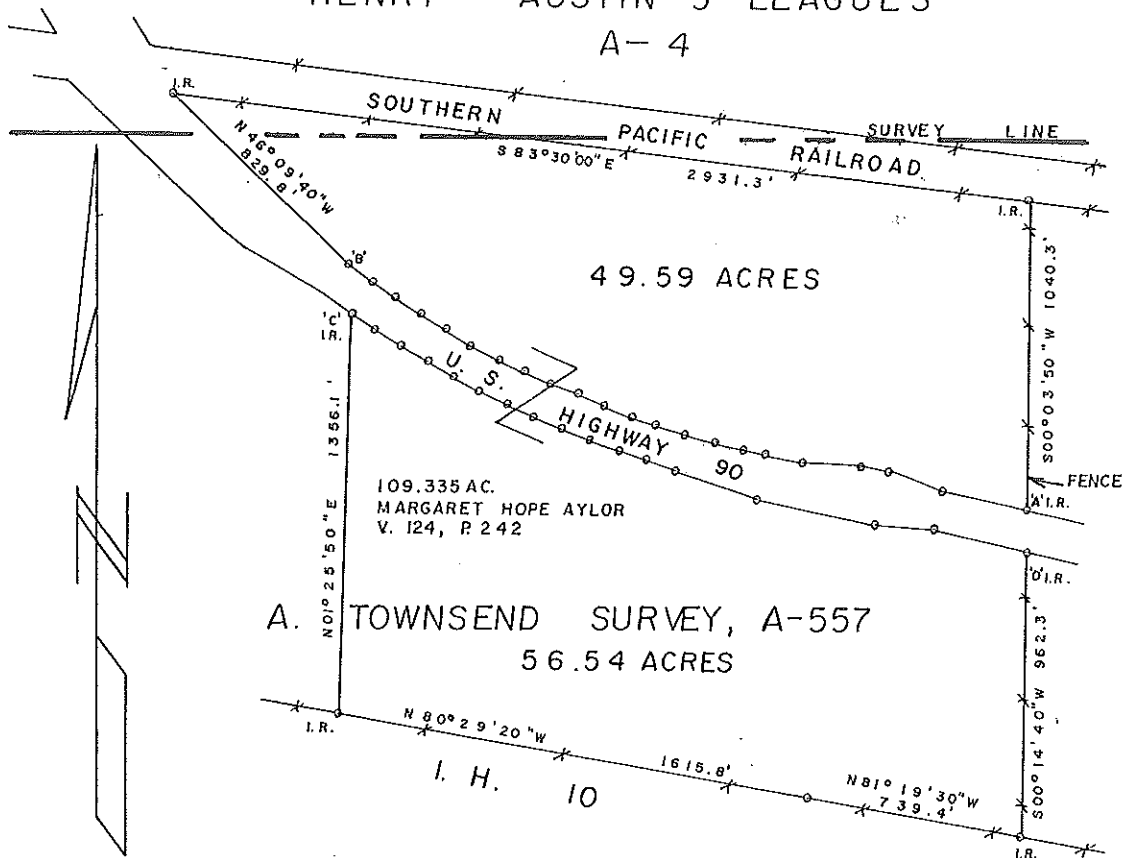 HENRY AUSTIN 5 LEAGUES
A-4
I.R.
SOUTHERN PACIFIC RAILROAD
SURVEY LINE
S 83°30'00"E 2931.3'
N 46°09'40"W
829.8'
I.R.
'B'
49.59 ACRES
S00°03'50"W 1040.3'
'C'
I.R.
U. S. HIGHWAY 90
FENCE
'A' I.R.
N01°25'50"E 1356.1'
109.335 AC.
MARGARET HOPE AYLOR
V. 124, P. 242
'D' I.R.
A. TOWNSEND SURVEY, A-557
56.54 ACRES
S00°14'40"W 962.3'
I.R.
N 80°29'20"W 1615.8'
N81°19'30"W
739.4'
I. H. 10
I.R.
N